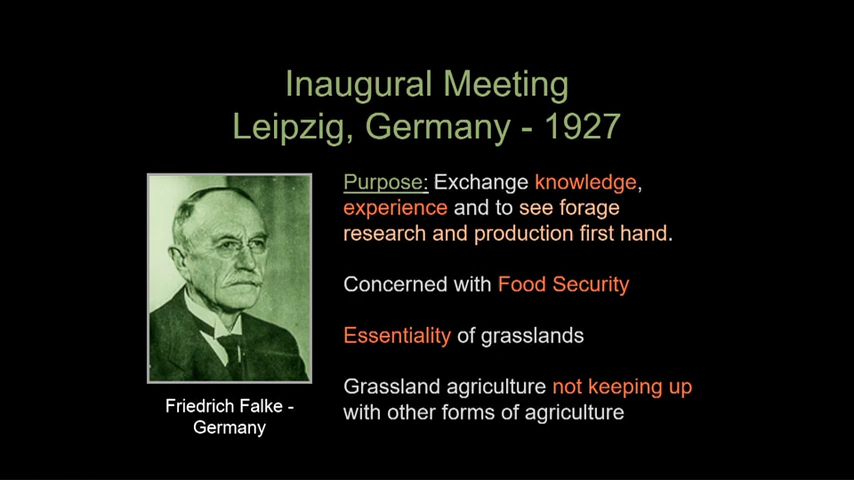 Inaugural Meeting
Leipzig, Germany - 1927
Purpose: Exchange knowledge,
experience and to see forage
research and production first hand.
Concerned with Food Security
Essentiality of grasslands
Grassland agriculture not keeping up
with other forms of agriculture
Friedrich Falke -
Germany